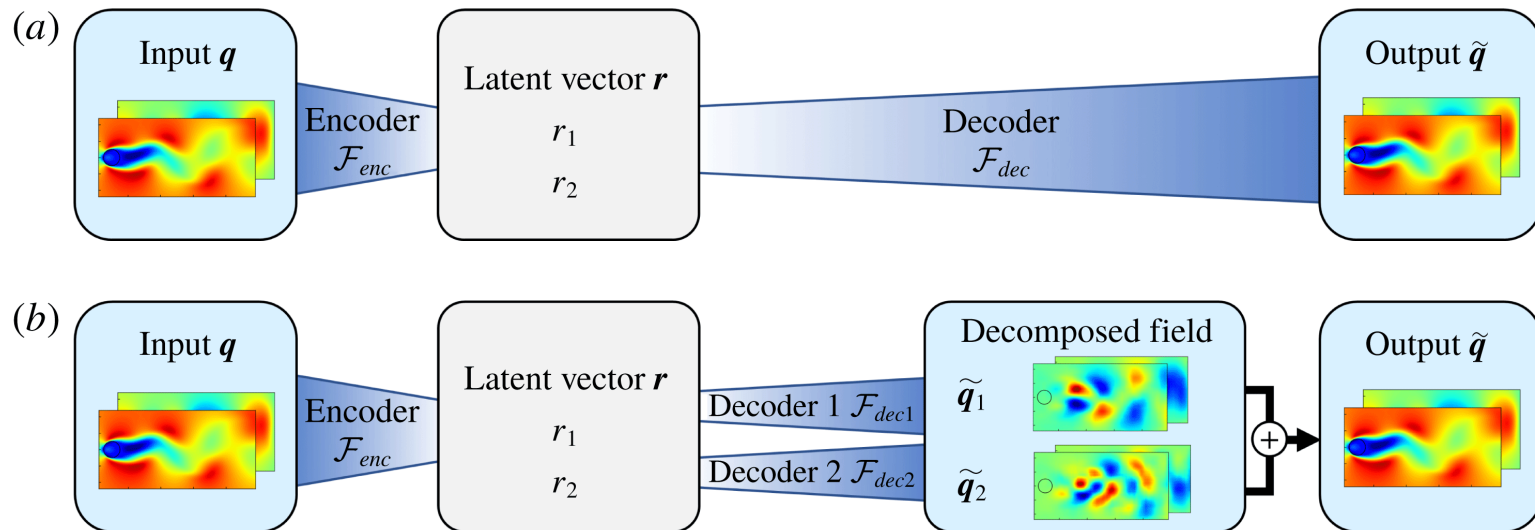 (a)
Input q
Encoder
ℱenc
Latent vector r
r1
r2
Decoder
ℱdec
Output q̃
(b)
Input q
Encoder
ℱenc
Latent vector r
r1
r2
Decoder 1 ℱdec1
Decoder 2 ℱdec2
Decomposed field
q̃1
q̃2
+
Output q̃